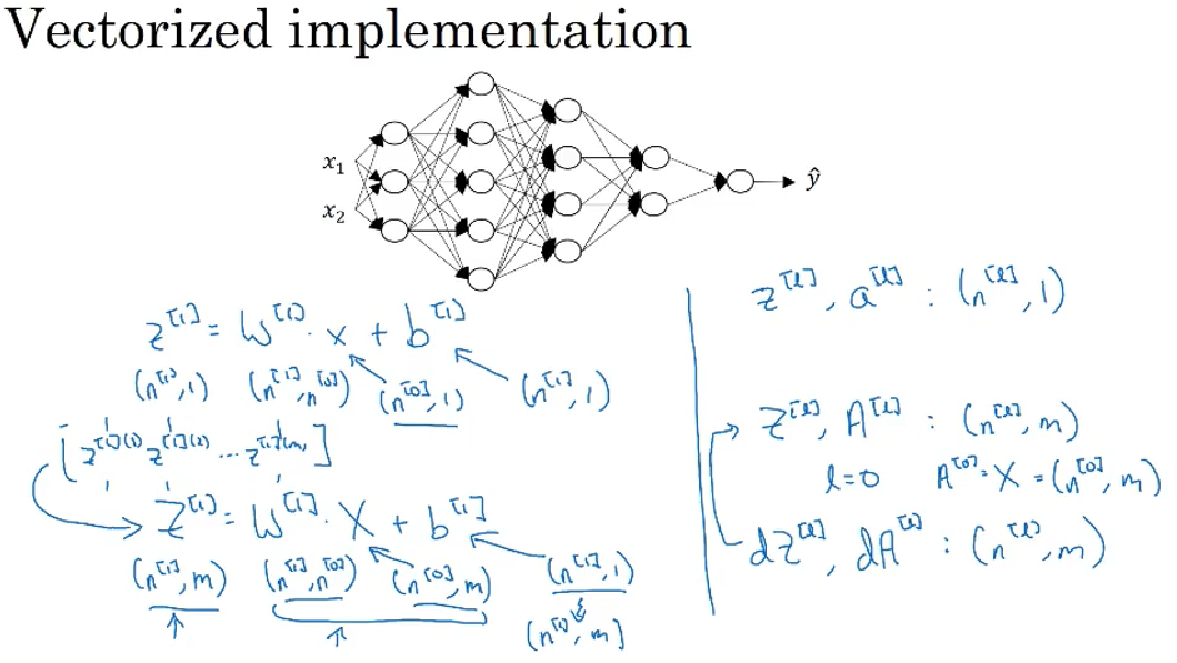 Vectorized implementation
x₁
x₂
ŷ
z^[1] = W^[1] · x + b^[1]
(n^[1], 1) (n^[1], n^[0]) (n^[0], 1) (n^[1], 1)
[z^[1](1) z^[1](2) ... z^[1](m)]
Z^[1] = W^[1] · X + b^[1]
(n^[1], m) (n^[1], n^[0]) (n^[0], m) (n^[1], 1)
(n^[1], m)
z^[l], a^[l] : (n^[l], 1)
Z^[l], A^[l] : (n^[l], m)
l=0 A^[0] = X = (n^[0], m)
dZ^[l], dA^[l] : (n^[l], m)